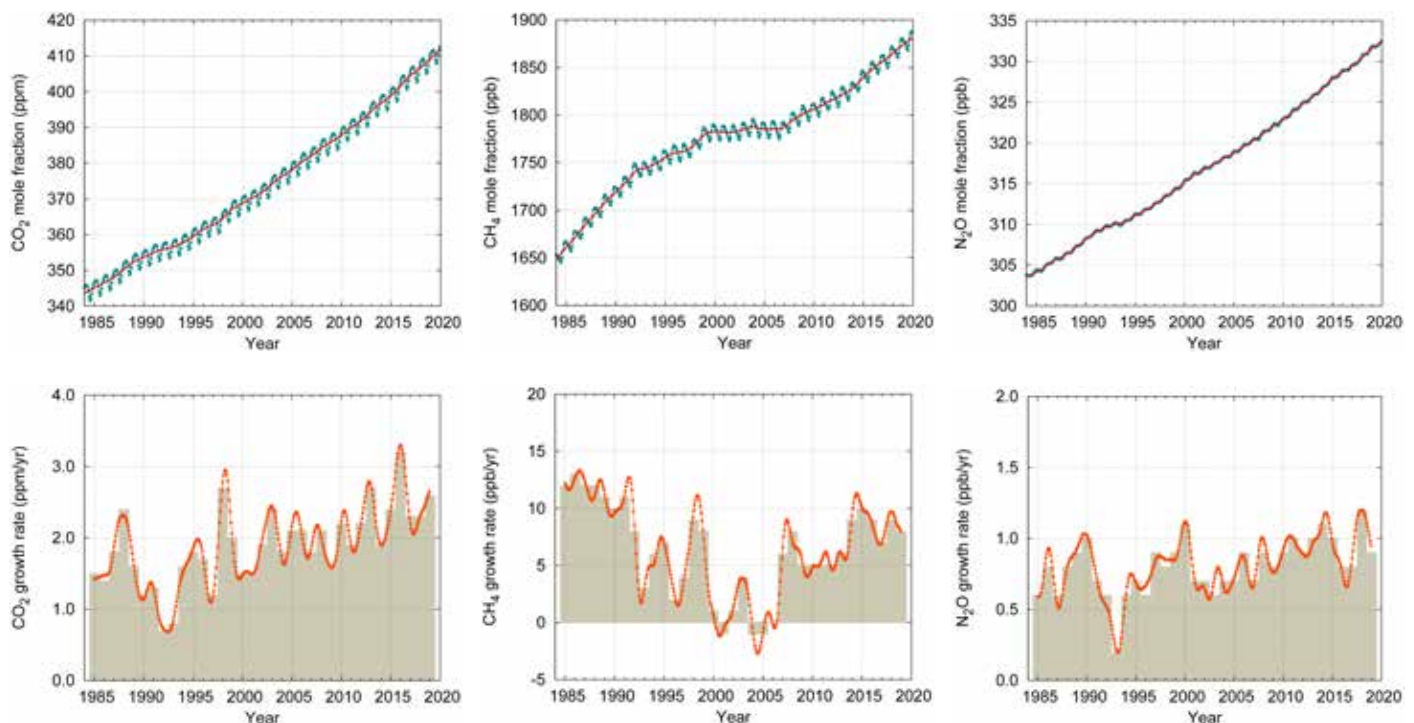 CO2 mole fraction (ppm)
420
410
400
390
380
370
360
350
340
1985 1990 1995 2000 2005 2010 2015 2020
Year
CH4 mole fraction (ppb)
1900
1850
1800
1750
1700
1650
1600
1985 1990 1995 2000 2005 2010 2015 2020
Year
N2O mole fraction (ppb)
335
330
325
320
315
310
305
300
1985 1990 1995 2000 2005 2010 2015 2020
Year
CO2 growth rate (ppm/yr)
4.0
3.0
2.0
1.0
0.0
1985 1990 1995 2000 2005 2010 2015 2020
Year
CH4 growth rate (ppb/yr)
20
15
10
5
0
-5
1985 1990 1995 2000 2005 2010 2015 2020
Year
N2O growth rate (ppb/yr)
2.0
1.5
1.0
0.5
0.0
1985 1990 1995 2000 2005 2010 2015 2020
Year